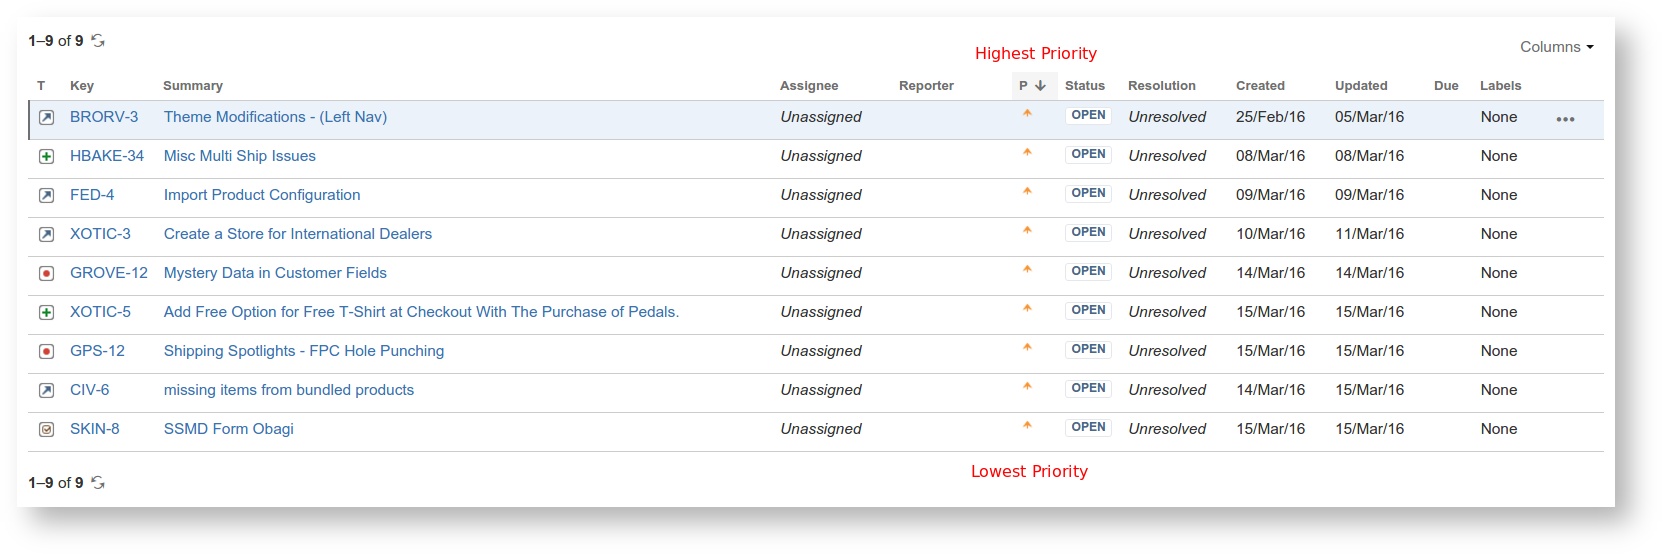 1–9 of 9
Highest Priority
Columns
T Key Summary Assignee Reporter P Status Resolution Created Updated Due Labels
BRORV-3 Theme Modifications - (Left Nav) Unassigned OPEN Unresolved 25/Feb/16 05/Mar/16 None
HBAKE-34 Misc Multi Ship Issues Unassigned OPEN Unresolved 08/Mar/16 08/Mar/16 None
FED-4 Import Product Configuration Unassigned OPEN Unresolved 09/Mar/16 09/Mar/16 None
XOTIC-3 Create a Store for International Dealers Unassigned OPEN Unresolved 10/Mar/16 11/Mar/16 None
GROVE-12 Mystery Data in Customer Fields Unassigned OPEN Unresolved 14/Mar/16 14/Mar/16 None
XOTIC-5 Add Free Option for Free T-Shirt at Checkout With The Purchase of Pedals. Unassigned OPEN Unresolved 15/Mar/16 15/Mar/16 None
GPS-12 Shipping Spotlights - FPC Hole Punching Unassigned OPEN Unresolved 15/Mar/16 15/Mar/16 None
CIV-6 missing items from bundled products Unassigned OPEN Unresolved 14/Mar/16 15/Mar/16 None
SKIN-8 SSMD Form Obagi Unassigned OPEN Unresolved 15/Mar/16 15/Mar/16 None
Lowest Priority
1–9 of 9